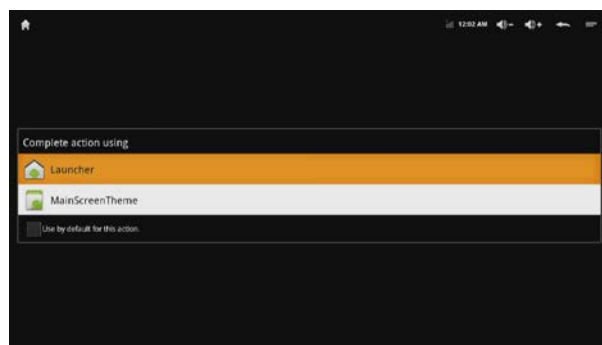 12:02 AM
Complete action using
Launcher
MainScreenTheme
Use by default for this action.